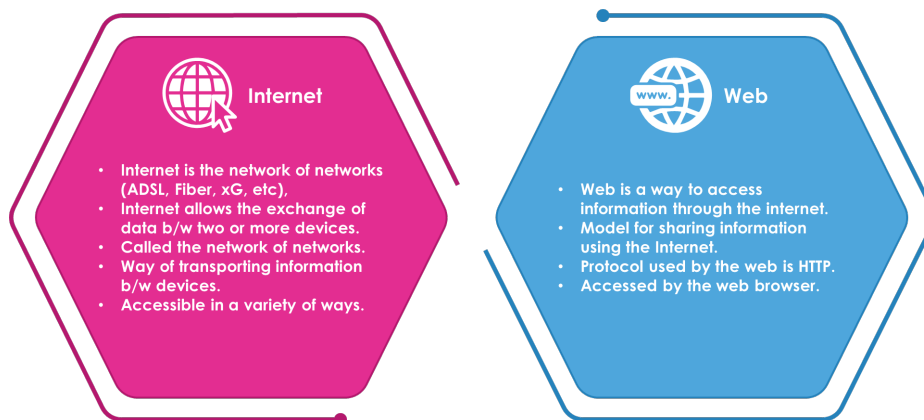 Internet
• Internet is the network of networks
(ADSL, Fiber, xG, etc),
• Internet allows the exchange of
data b/w two or more devices.
• Called the network of networks.
• Way of transporting information
b/w devices.
• Accessible in a variety of ways.
www.
Web
• Web is a way to access
information through the internet.
• Model for sharing information
using the Internet.
• Protocol used by the web is HTTP.
• Accessed by the web browser.